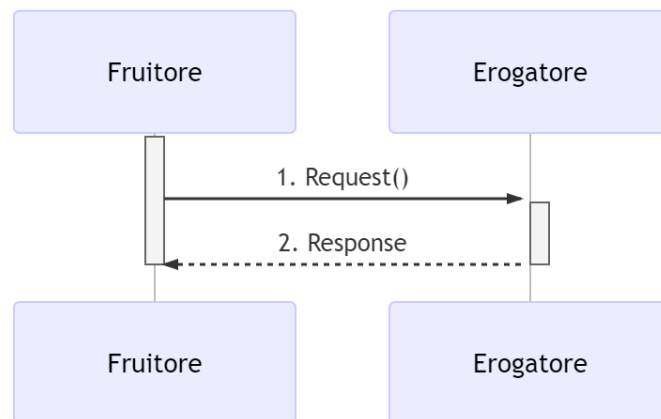 Fruitore
Erogatore
1. Request()
2. Response
Fruitore
Erogatore